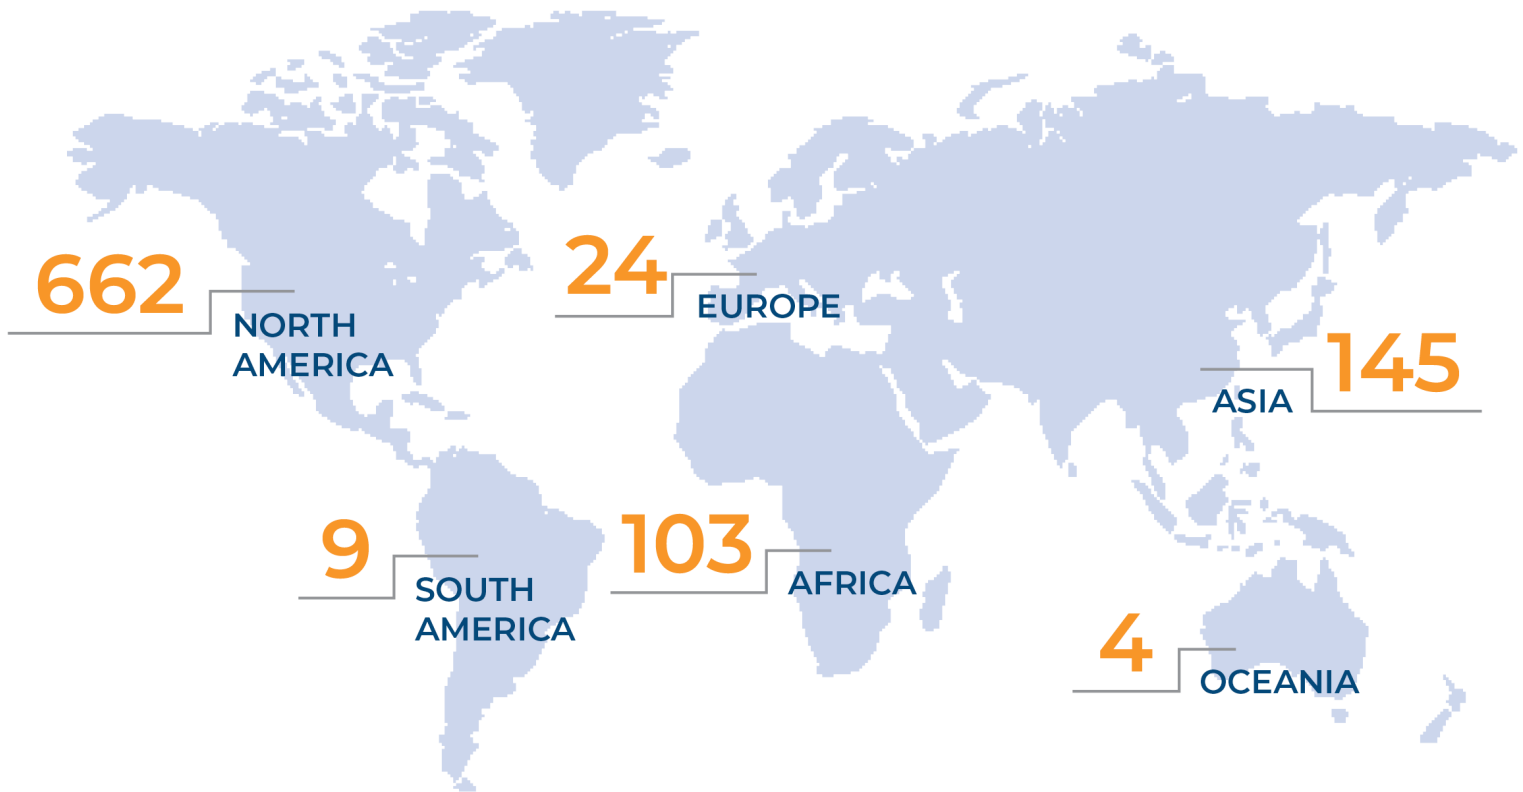 662
NORTH
AMERICA
24
EUROPE
145
ASIA
9
SOUTH
AMERICA
103
AFRICA
4
OCEANIA